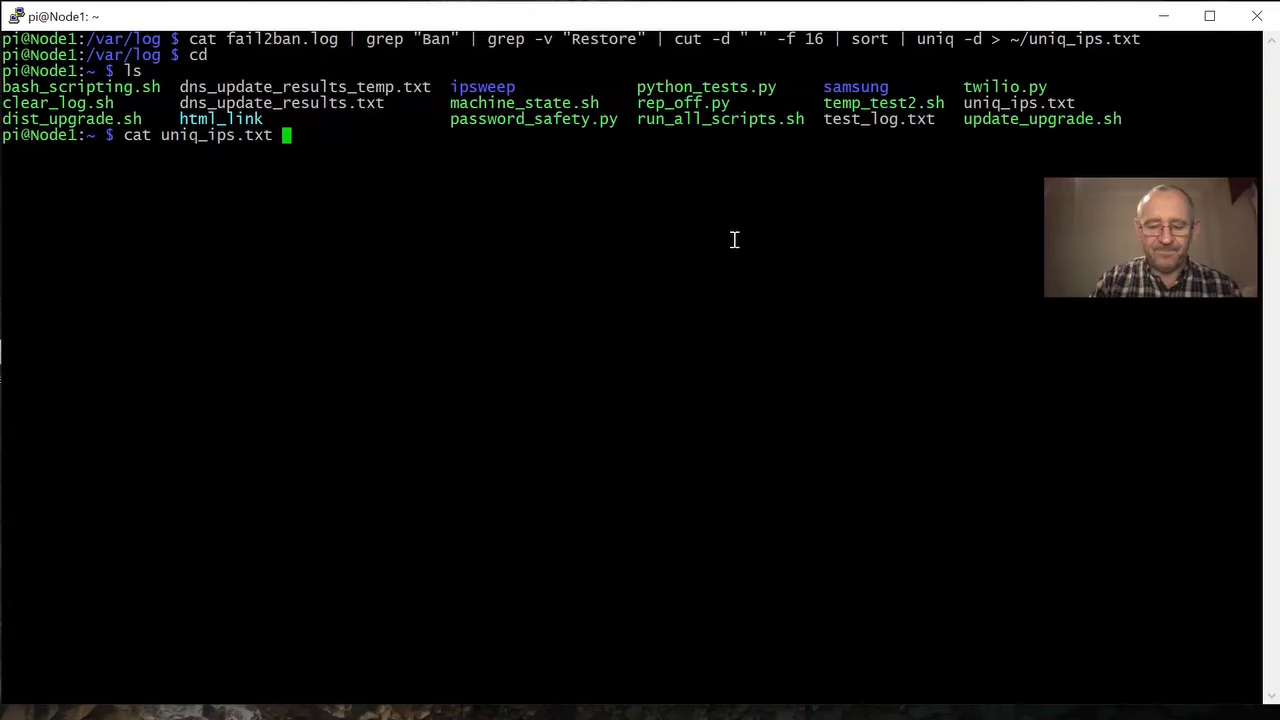 pi@Node1: ~
pi@Node1:/var/log $ cat fail2ban.log | grep "Ban" | grep -v "Restore" | cut -d " " -f 16 | sort | uniq -d > ~/uniq_ips.txt
pi@Node1:/var/log $ cd
pi@Node1:~ $ ls
bash_scripting.sh dns_update_results_temp.txt ipsweep python_tests.py samsung twilio.py
clear_log.sh dns_update_results.txt machine_state.sh rep_off.py temp_test2.sh uniq_ips.txt
dist_upgrade.sh html_link password_safety.py run_all_scripts.sh test_log.txt update_upgrade.sh
pi@Node1:~ $ cat uniq_ips.txt